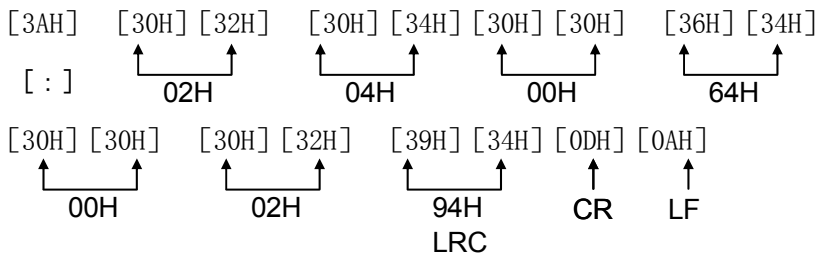 [3AH] [30H] [32H] [30H] [34H] [30H] [30H] [36H] [34H]
[ : ] 02H 04H 00H 64H
[30H] [30H] [30H] [32H] [39H] [34H] [0DH] [0AH]
00H 02H 94H CR LF
LRC